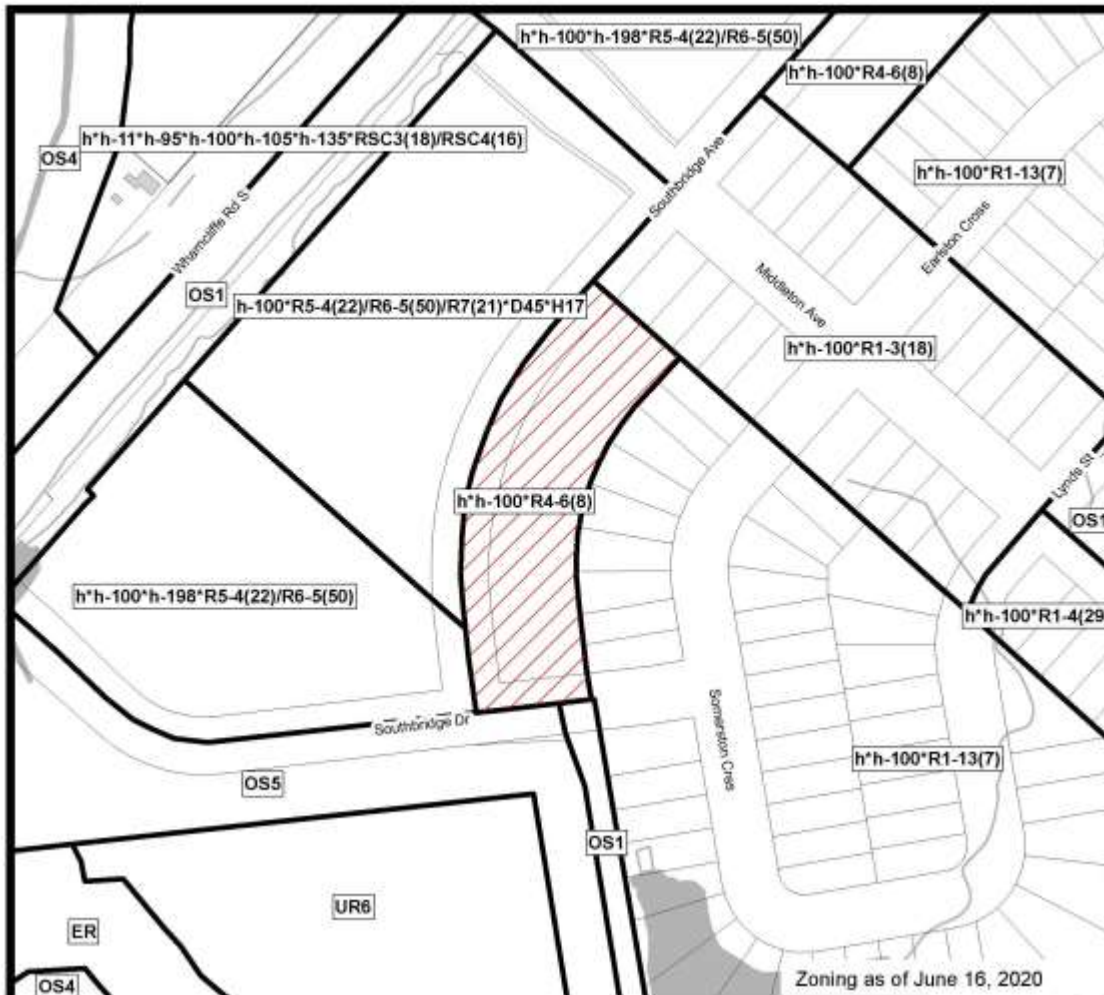 h*h-100*h-198*R5-4(22)/R6-5(50)
h*h-100*R4-6(8)
h*h-11*h-95*h-100*h-105*h-135*RSC3(18)/RSC4(16)
OS4
h*h-100*R1-13(7)
Southbridge Ave
Wharncliffe Rd S
Earlston Cross
OS1
h-100*R5-4(22)/R6-5(50)/R7(21)*D45*H17
Middleton Ave
h*h-100*R1-3(18)
Lynds St
h*h-100*R4-6(8)
OS1
h*h-100*h-198*R5-4(22)/R6-5(50)
h*h-100*R1-4(29
Southbridge Dr
Somerston Cres
h*h-100*R1-13(7)
OS5
OS1
UR6
ER
OS4
Zoning as of June 16, 2020